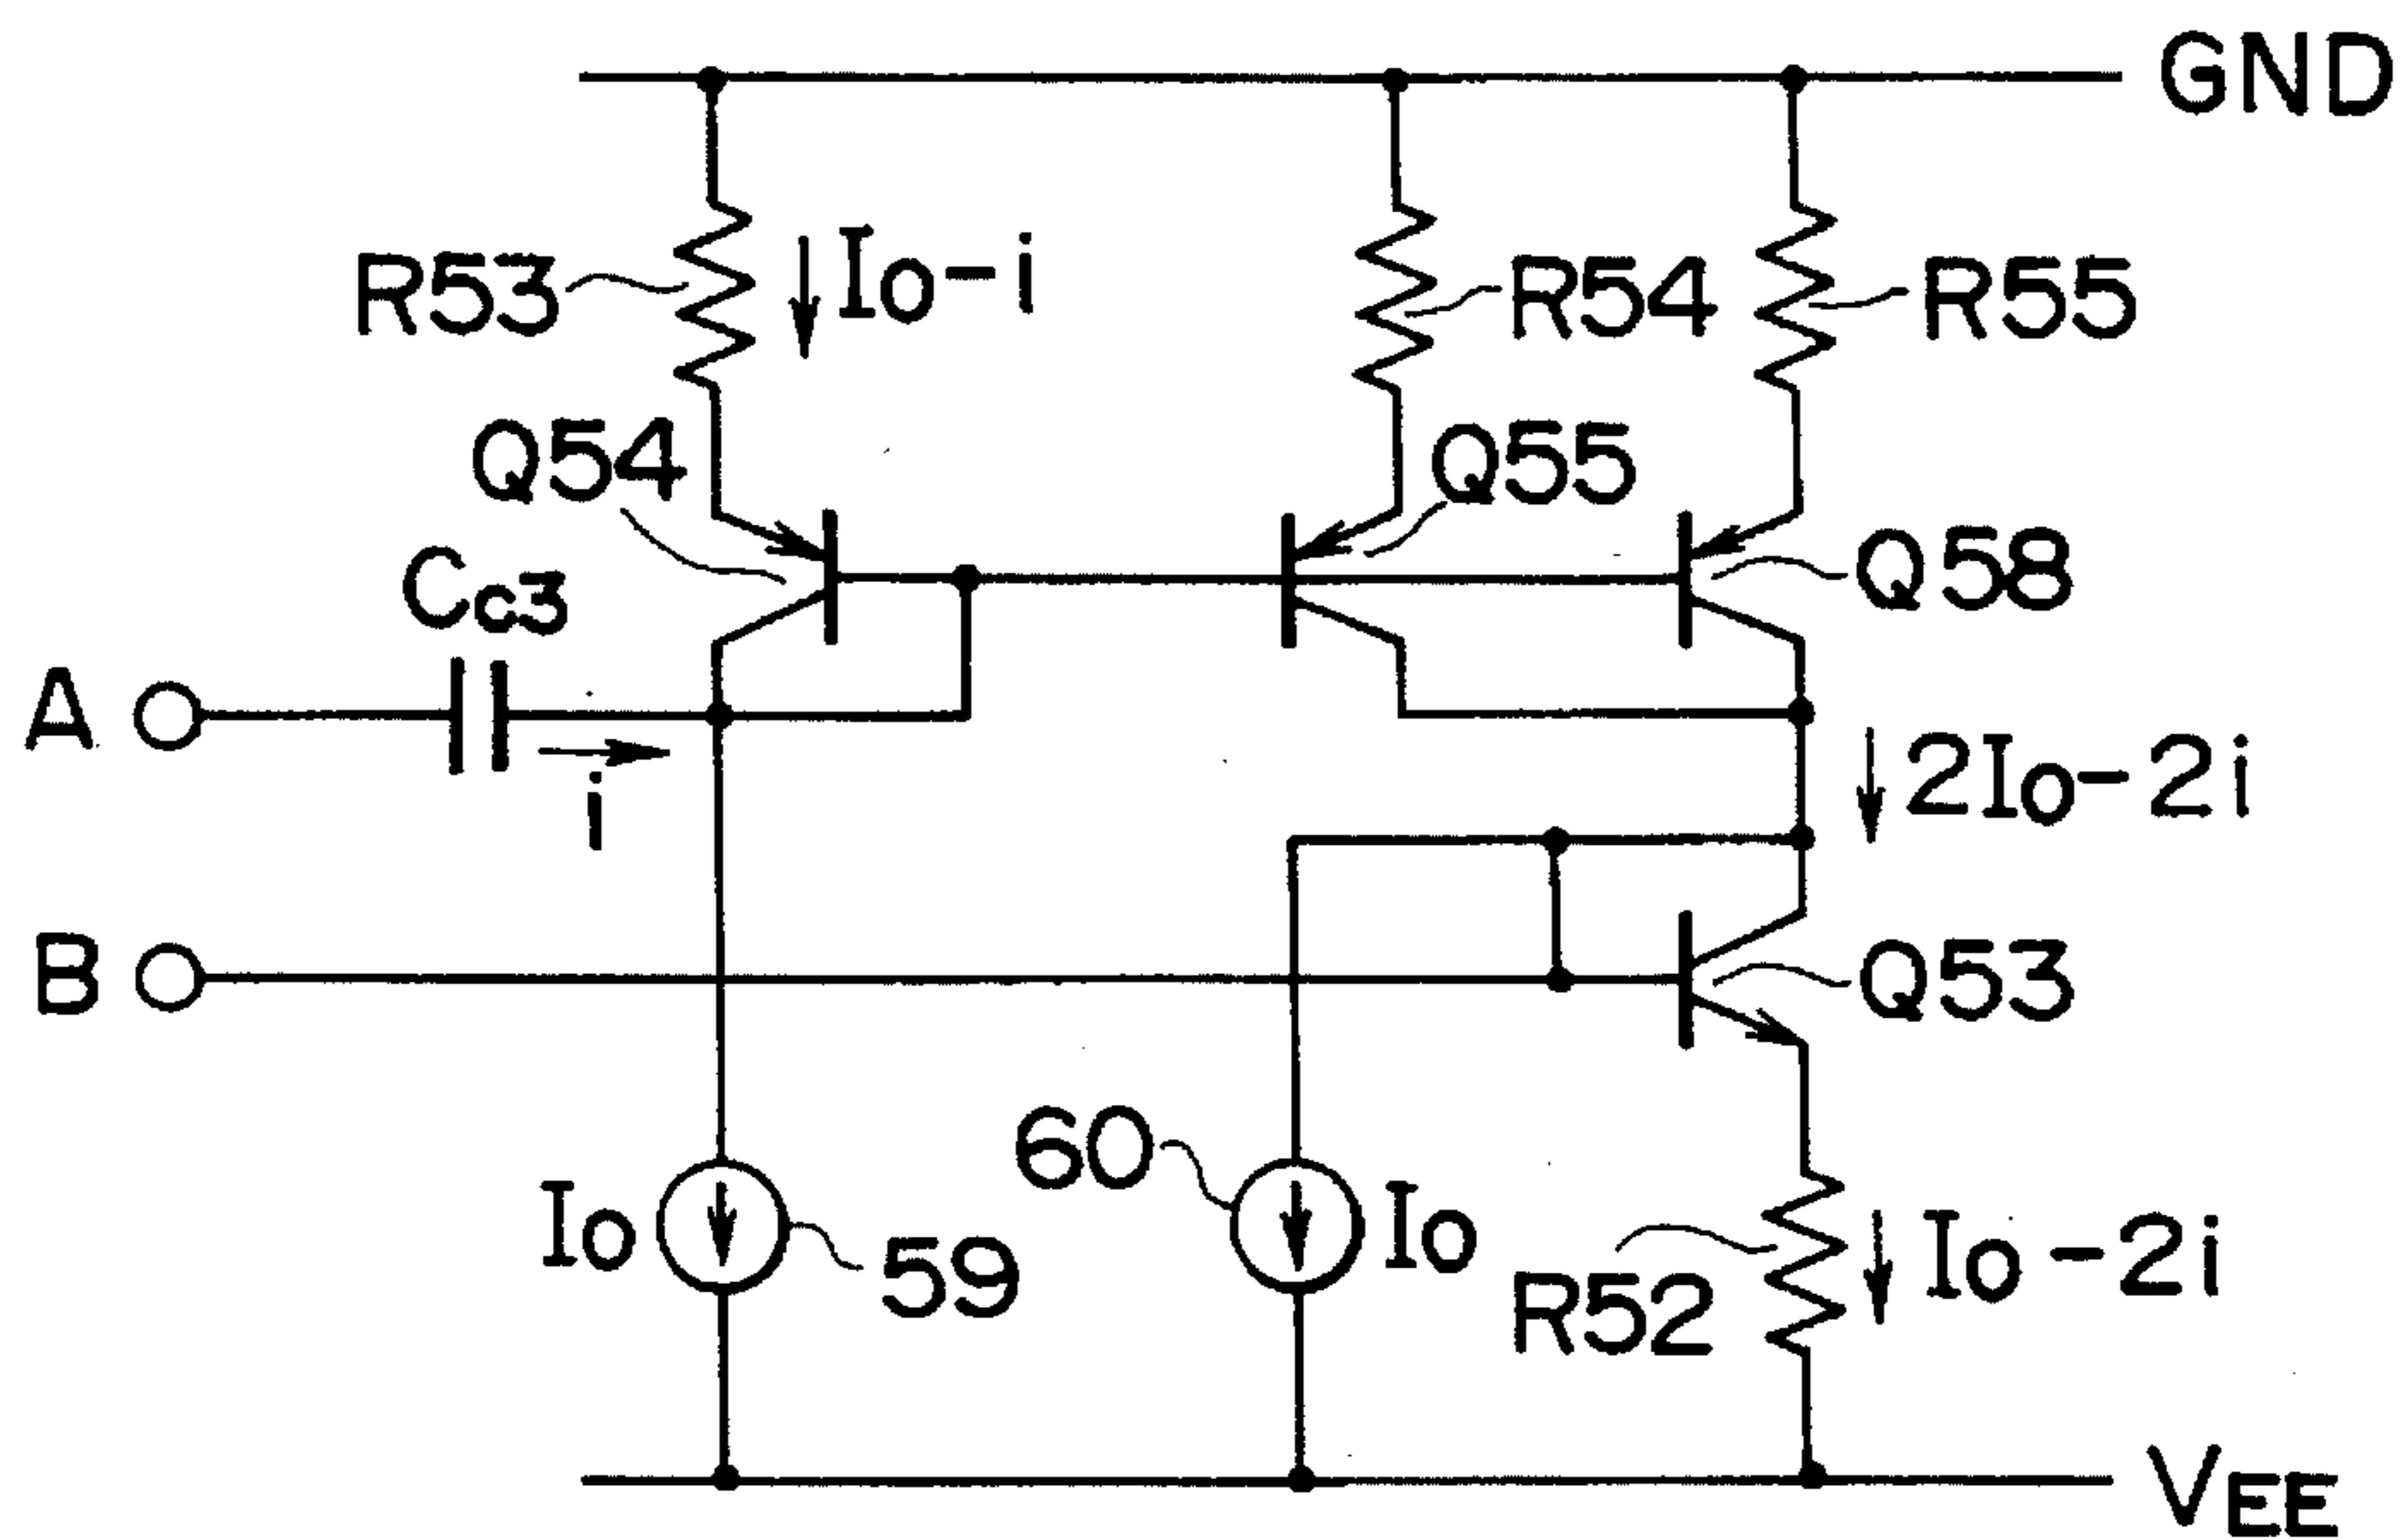 GND
R53
Io-i
R54
R55
Q54
Q55
Q58
Cc3
A
i
2Io-2i
B
Q53
60
Io
59
Io
R52
Io-2i
VEE